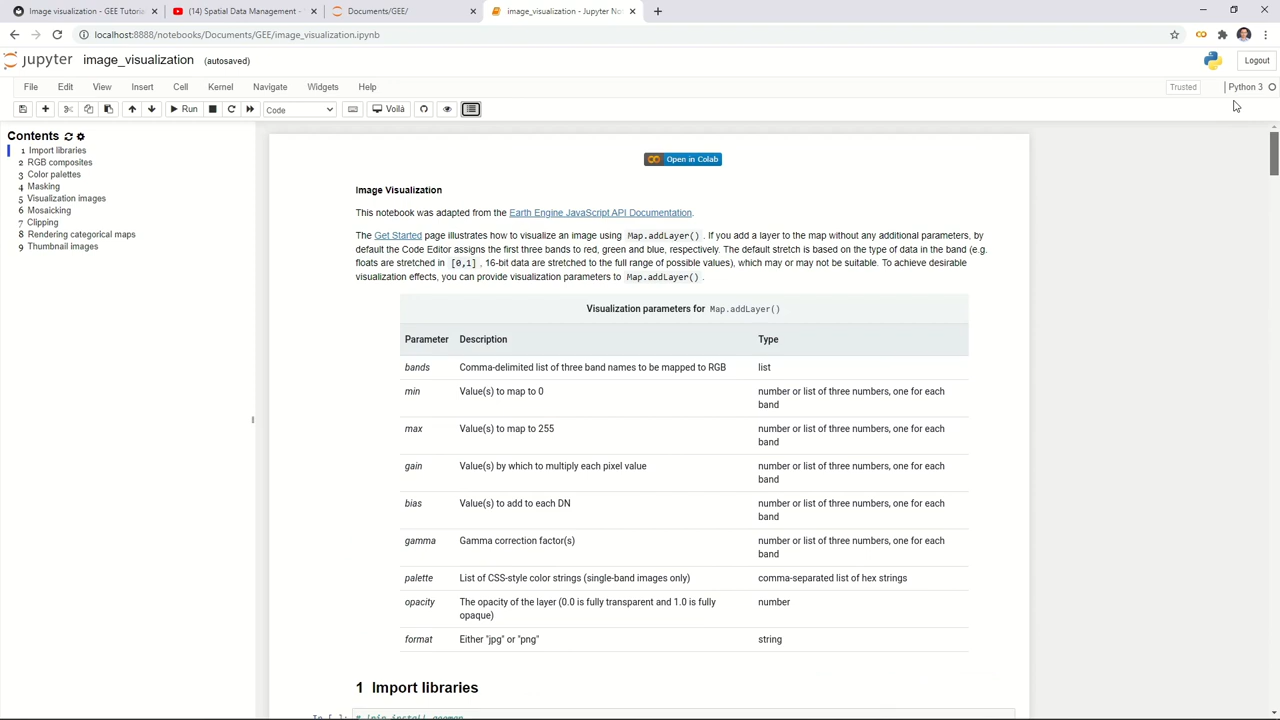 Image visualization - GEE Tutoria
(14) Spatial Data Management -
Documents/GEE/
image_visualization - Jupyter No
localhost:8888/notebooks/Documents/GEE/image_visualization.ipynb
jupyter image_visualization (autosaved)
Logout
File Edit View Insert Cell Kernel Navigate Widgets Help
Trusted
Python 3
Run
Code
Voilà
Contents
1 Import libraries
2 RGB composites
3 Color palettes
4 Masking
5 Visualization images
6 Mosaicking
7 Clipping
8 Rendering categorical maps
9 Thumbnail images
Open in Colab
Image Visualization
This notebook was adapted from the Earth Engine JavaScript API Documentation.
The Get Started page illustrates how to visualize an image using Map.addLayer(). If you add a layer to the map without any additional parameters, by
default the Code Editor assigns the first three bands to red, green and blue, respectively. The default stretch is based on the type of data in the band (e.g.
floats are stretched in [0,1], 16-bit data are stretched to the full range of possible values), which may or may not be suitable. To achieve desirable
visualization effects, you can provide visualization parameters to Map.addLayer().
Visualization parameters for Map.addLayer()
Parameter Description Type
bands Comma-delimited list of three band names to be mapped to RGB list
min Value(s) to map to 0 number or list of three numbers, one for each
band
max Value(s) to map to 255 number or list of three numbers, one for each
band
gain Value(s) by which to multiply each pixel value number or list of three numbers, one for each
band
bias Value(s) to add to each DN number or list of three numbers, one for each
band
gamma Gamma correction factor(s) number or list of three numbers, one for each
band
palette List of CSS-style color strings (single-band images only) comma-separated list of hex strings
opacity The opacity of the layer (0.0 is fully transparent and 1.0 is fully number
opaque)
format Either "jpg" or "png" string
1 Import libraries
In [ ]: # !pip install geemap